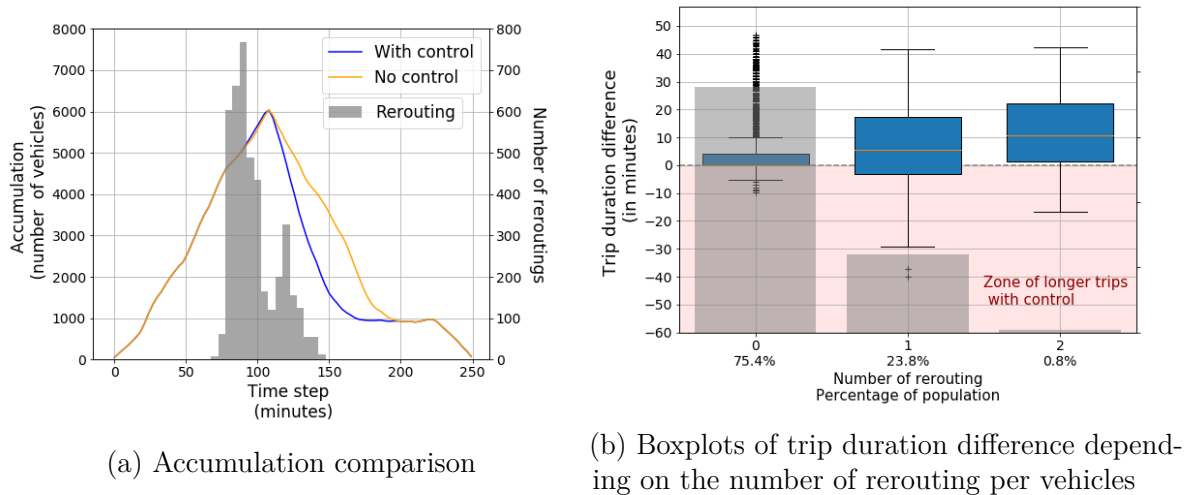 8000
7000
6000
5000
4000
3000
2000
1000
0
Accumulation
(number of vehicles)
800
700
600
500
400
300
200
100
0
Number of reroutings
With control
No control
Rerouting
0
50
100
150
200
250
Time step
(minutes)
(a) Accumulation comparison
50
40
30
20
10
0
−10
−20
−30
−40
−50
−60
Trip duration difference
(in minutes)
Zone of longer trips
with control
0
75.4%
1
23.8%
2
0.8%
Number of rerouting
Percentage of population
(b) Boxplots of trip duration difference depend-
ing on the number of rerouting per vehicles